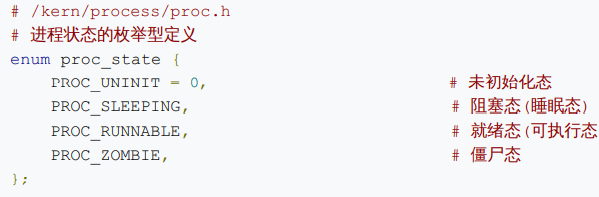 # /kern/process/proc.h
# 进程状态的枚举型定义
enum proc_state {
    PROC_UNINIT = 0,                        # 未初始化态
    PROC_SLEEPING,                          # 阻塞态(睡眠态)
    PROC_RUNNABLE,                          # 就绪态(可执行态
    PROC_ZOMBIE,                            # 僵尸态
};